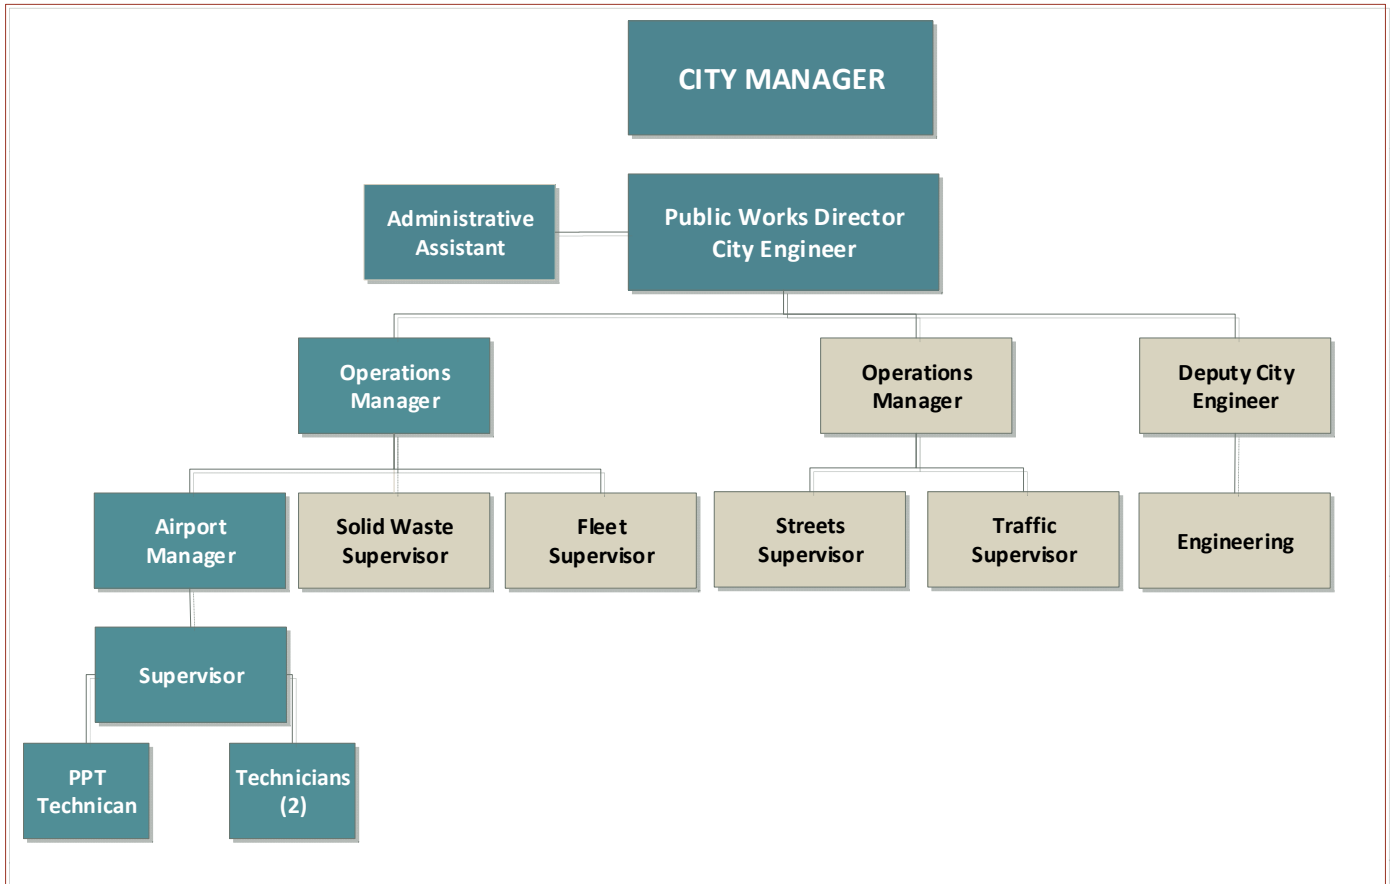 CITY MANAGER
Administrative
Assistant
Public Works Director
City Engineer
Operations
Manager
Operations
Manager
Deputy City
Engineer
Airport
Manager
Solid Waste
Supervisor
Fleet
Supervisor
Streets
Supervisor
Traffic
Supervisor
Engineering
Supervisor
PPT
Technican
Technicians
(2)